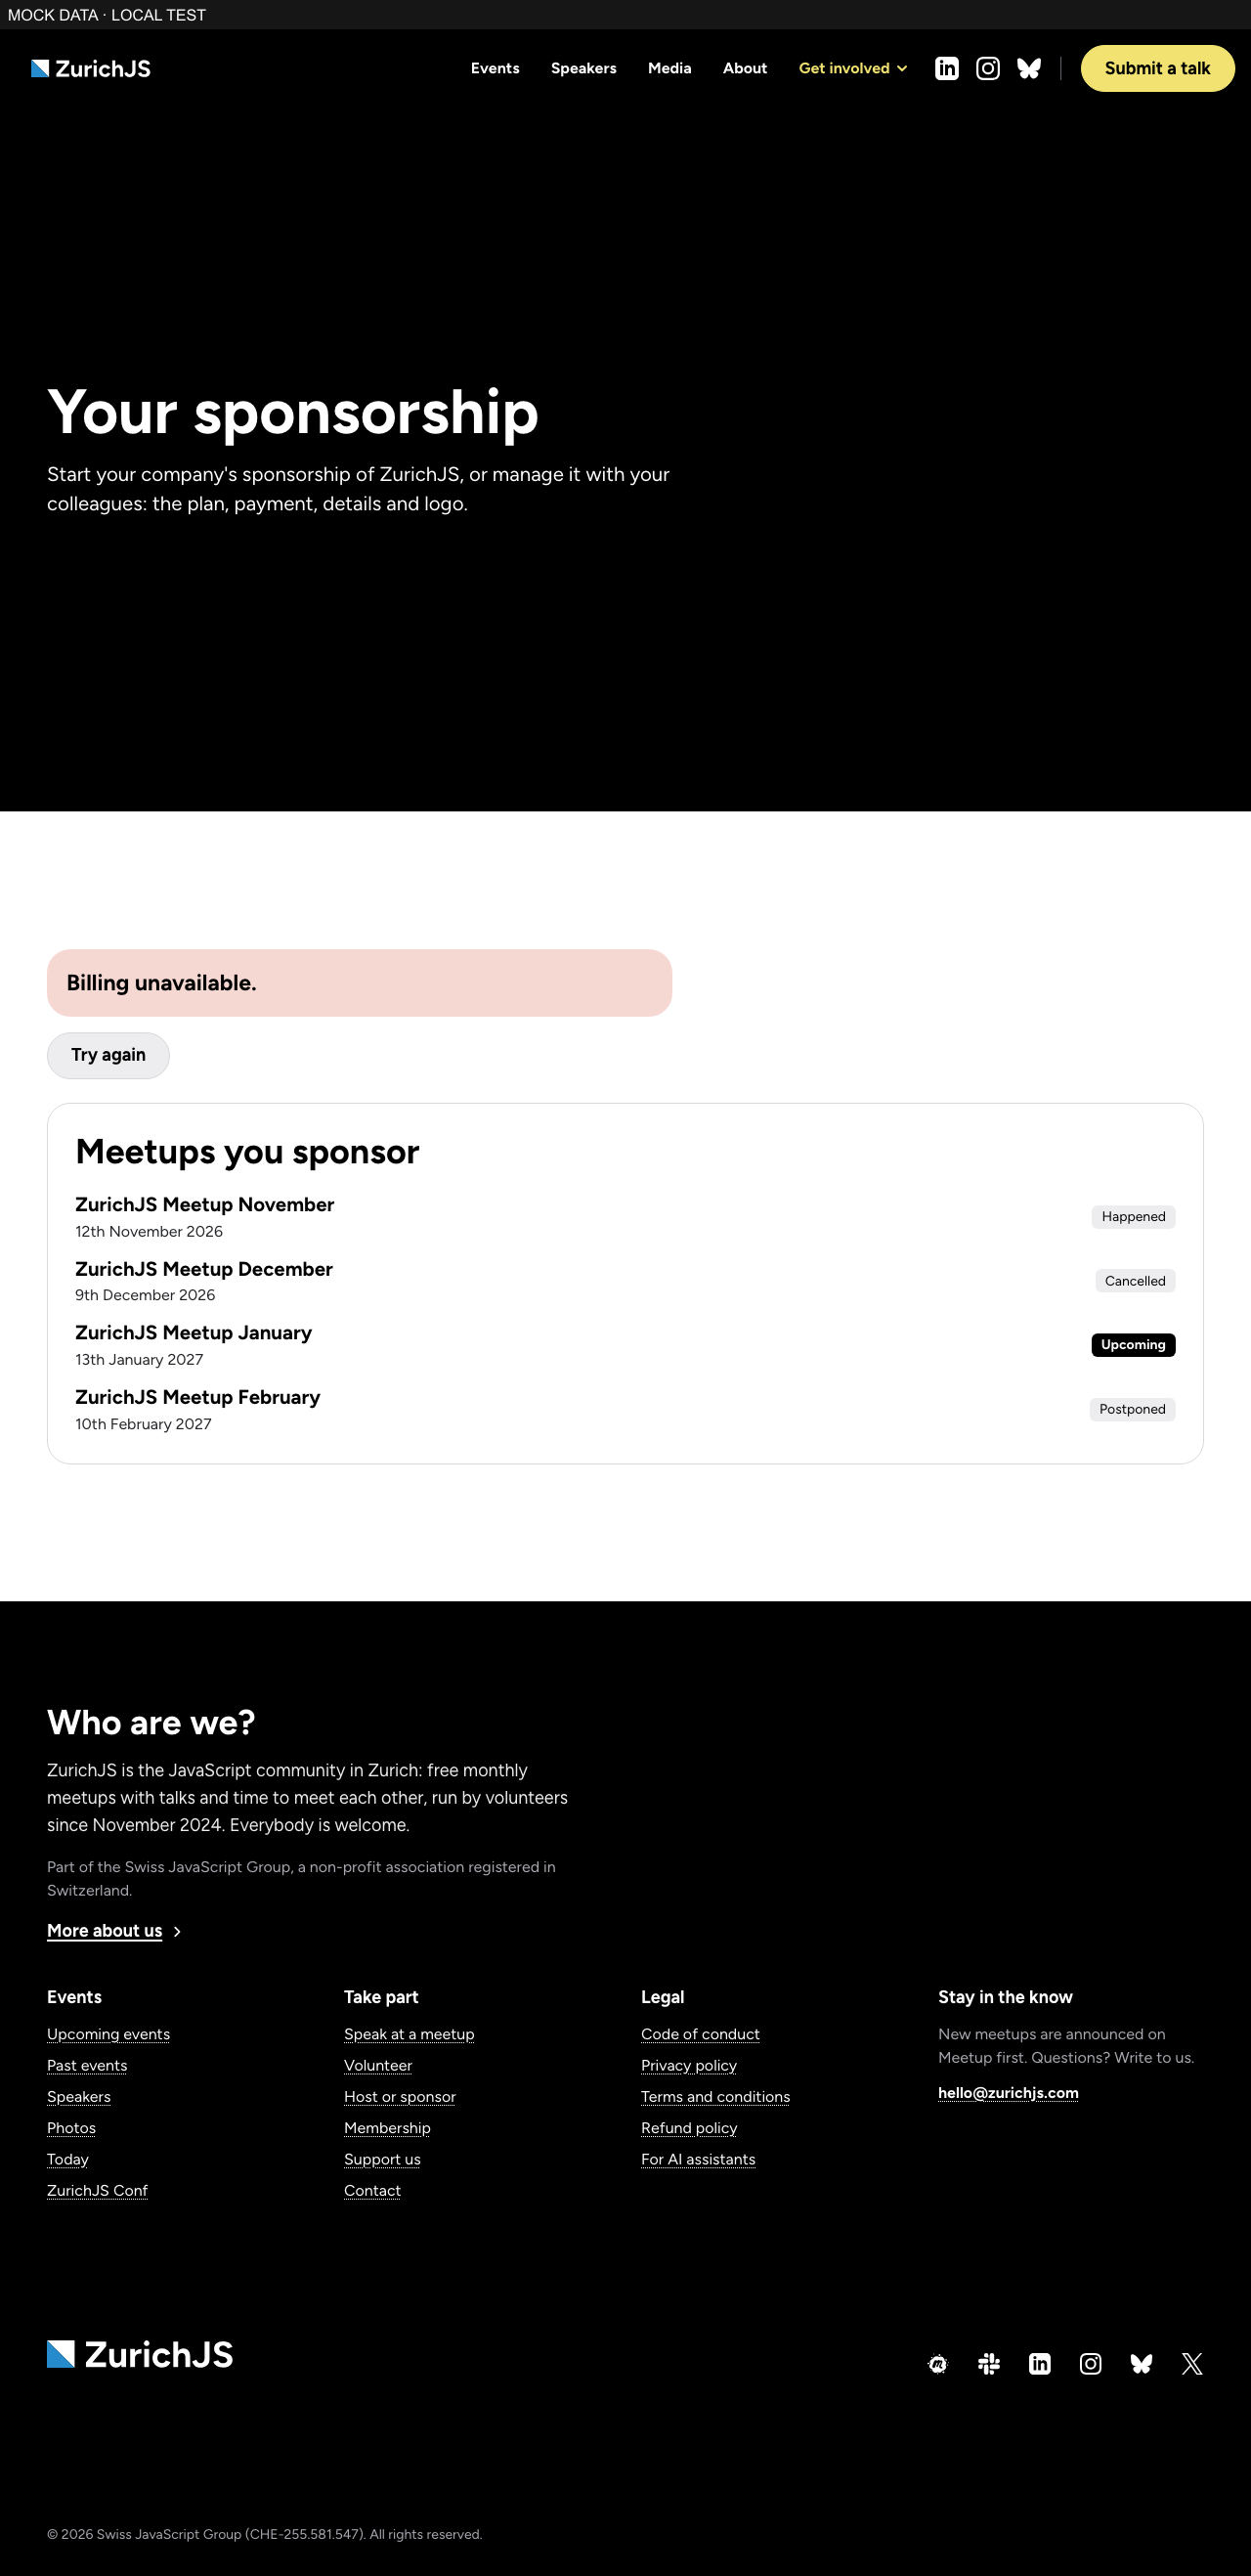 MOCK DATA · LOCAL TEST
ZurichJS
Events
Speakers
Media
About
Get involved
Submit a talk
Your sponsorship
Start your company's sponsorship of ZurichJS, or manage it with your
colleagues: the plan, payment, details and logo.
Billing unavailable.
Try again
Meetups you sponsor
ZurichJS Meetup November
12th November 2026
Happened
ZurichJS Meetup December
9th December 2026
Cancelled
ZurichJS Meetup January
13th January 2027
Upcoming
ZurichJS Meetup February
10th February 2027
Postponed
Who are we?
ZurichJS is the JavaScript community in Zurich: free monthly
meetups with talks and time to meet each other, run by volunteers
since November 2024. Everybody is welcome.
Part of the Swiss JavaScript Group, a non-profit association registered in
Switzerland.
More about us
Events
Upcoming events
Past events
Speakers
Photos
Today
ZurichJS Conf
Take part
Speak at a meetup
Volunteer
Host or sponsor
Membership
Support us
Contact
Legal
Code of conduct
Privacy policy
Terms and conditions
Refund policy
For AI assistants
Stay in the know
New meetups are announced on
Meetup first. Questions? Write to us.
hello@zurichjs.com
ZurichJS
© 2026 Swiss JavaScript Group (CHE-255.581.547). All rights reserved.